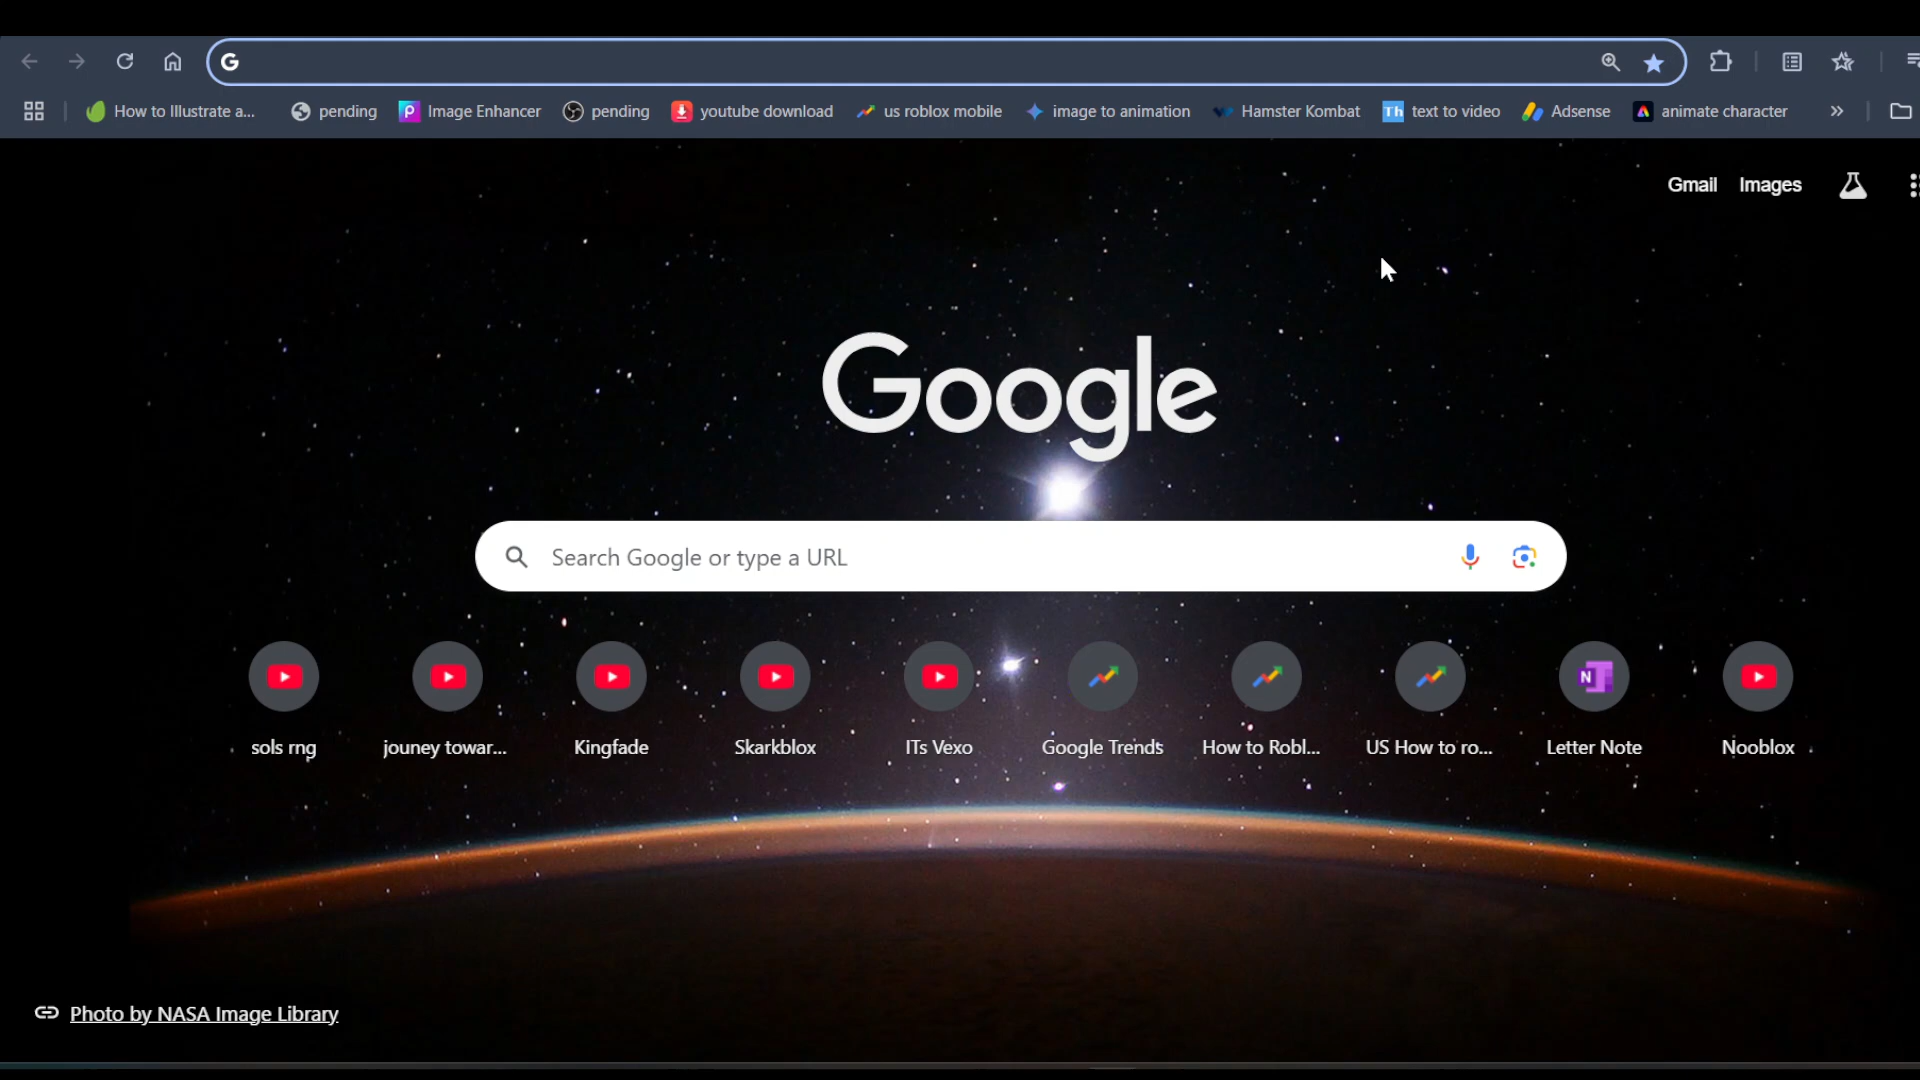 How to Illustrate a...
pending
Image Enhancer
pending
youtube download
us roblox mobile
image to animation
Hamster Kombat
Th text to video
Adsense
animate character
Gmail
Images
Google
Search Google or type a URL
sols rng
jouney towar...
Kingfade
Skarkblox
ITs Vexo
Google Trends
How to Robl...
US How to ro...
Letter Note
Nooblox
Photo by NASA Image Library